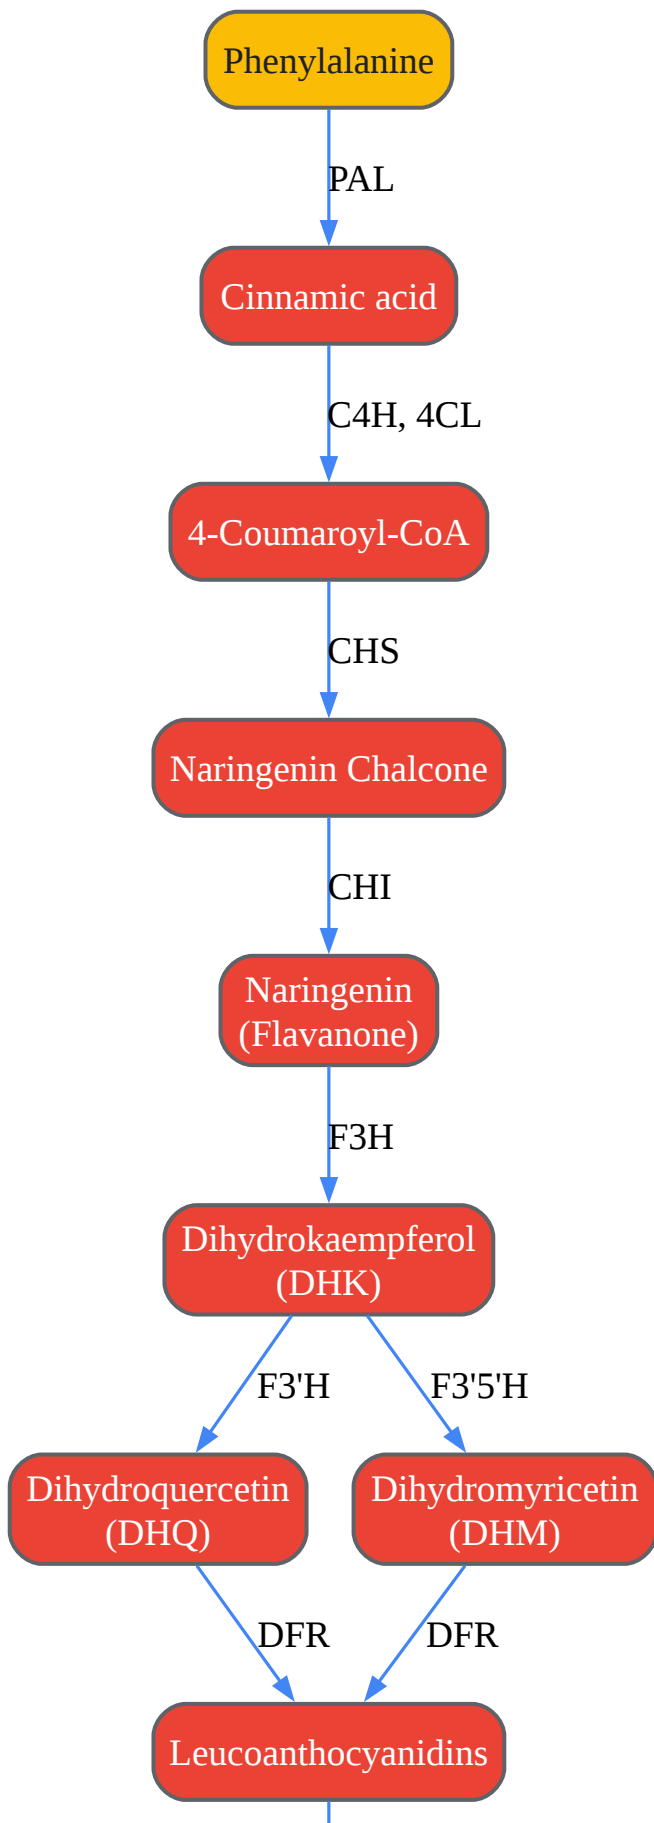 Phenylalanine
PAL
Cinnamic acid
C4H, 4CL
4-Coumaroyl-CoA
CHS
Naringenin Chalcone
CHI
Naringenin
(Flavanone)
F3H
Dihydrokaempferol
(DHK)
F3'H
F3'5'H
Dihydroquercetin
(DHQ)
Dihydromyricetin
(DHM)
DFR
DFR
Leucoanthocyanidins